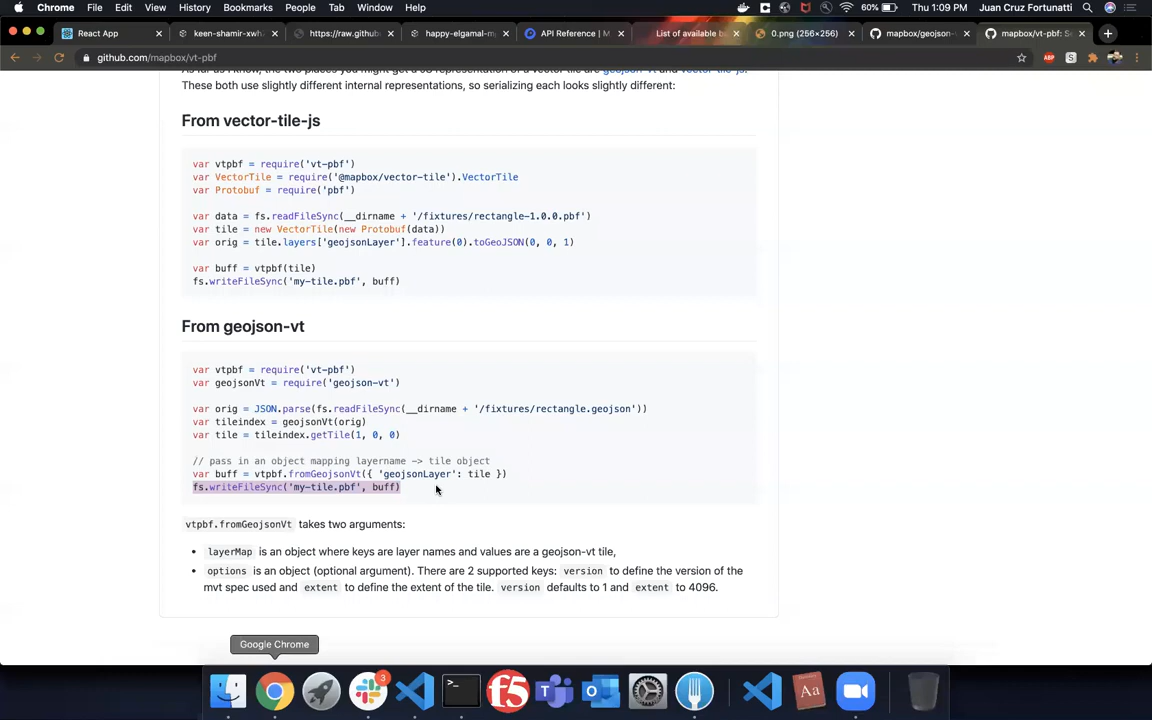 Chrome File Edit View History Bookmarks People Tab Window Help 60% Thu 1:09 PM Juan Cruz Fortunatti
React App keen-shamir-xwh https://raw.githubu happy-elgamal-m API Reference | M List of available b 0.png (256×256) mapbox/geojson-v mapbox/vt-pbf: Se
github.com/mapbox/vt-pbf
These both use slightly different internal representations, so serializing each looks slightly different:
From vector-tile-js
var vtpbf = require('vt-pbf')
var VectorTile = require('@mapbox/vector-tile').VectorTile
var Protobuf = require('pbf')
var data = fs.readFileSync(__dirname + '/fixtures/rectangle-1.0.0.pbf')
var tile = new VectorTile(new Protobuf(data))
var orig = tile.layers['geojsonLayer'].feature(0).toGeoJSON(0, 0, 1)
var buff = vtpbf(tile)
fs.writeFileSync('my-tile.pbf', buff)
From geojson-vt
var vtpbf = require('vt-pbf')
var geojsonVt = require('geojson-vt')
var orig = JSON.parse(fs.readFileSync(__dirname + '/fixtures/rectangle.geojson'))
var tileindex = geojsonVt(orig)
var tile = tileindex.getTile(1, 0, 0)
// pass in an object mapping layername -> tile object
var buff = vtpbf.fromGeojsonVt({ 'geojsonLayer': tile })
fs.writeFileSync('my-tile.pbf', buff)
vtpbf.fromGeojsonVt takes two arguments:
• layerMap is an object where keys are layer names and values are a geojson-vt tile,
• options is an object (optional argument). There are 2 supported keys: version to define the version of the
mvt spec used and extent to define the extent of the tile. version defaults to 1 and extent to 4096.
Google Chrome
3
>_
f5
T
O
Aa